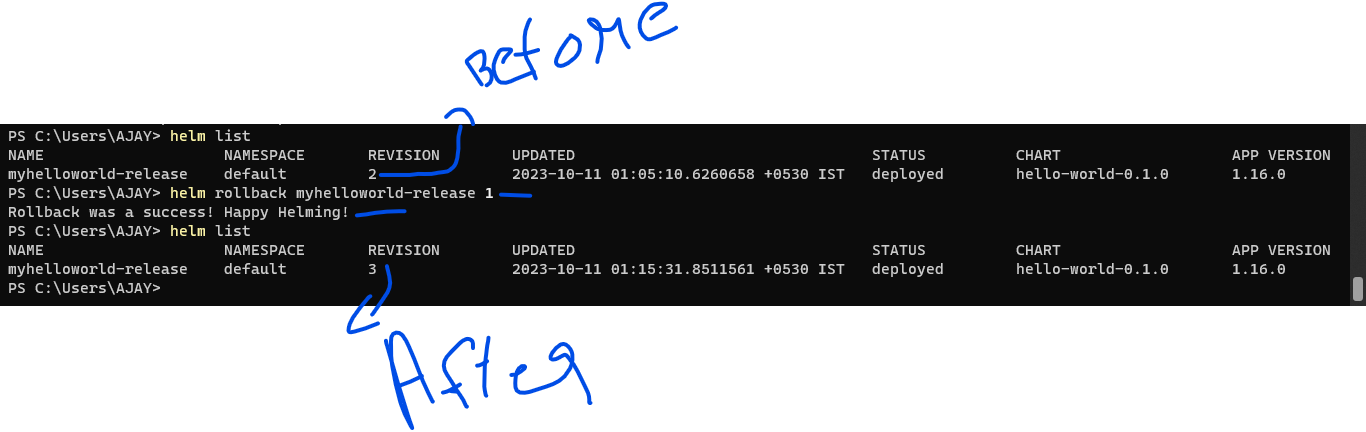 Before
PS C:\Users\AJAY> helm list
NAME NAMESPACE REVISION UPDATED STATUS CHART APP VERSION
myhelloworld-release default 2 2023-10-11 01:05:10.6260658 +0530 IST deployed hello-world-0.1.0 1.16.0
PS C:\Users\AJAY> helm rollback myhelloworld-release 1
Rollback was a success! Happy Helming!
PS C:\Users\AJAY> helm list
NAME NAMESPACE REVISION UPDATED STATUS CHART APP VERSION
myhelloworld-release default 3 2023-10-11 01:15:31.8511561 +0530 IST deployed hello-world-0.1.0 1.16.0
PS C:\Users\AJAY>
After